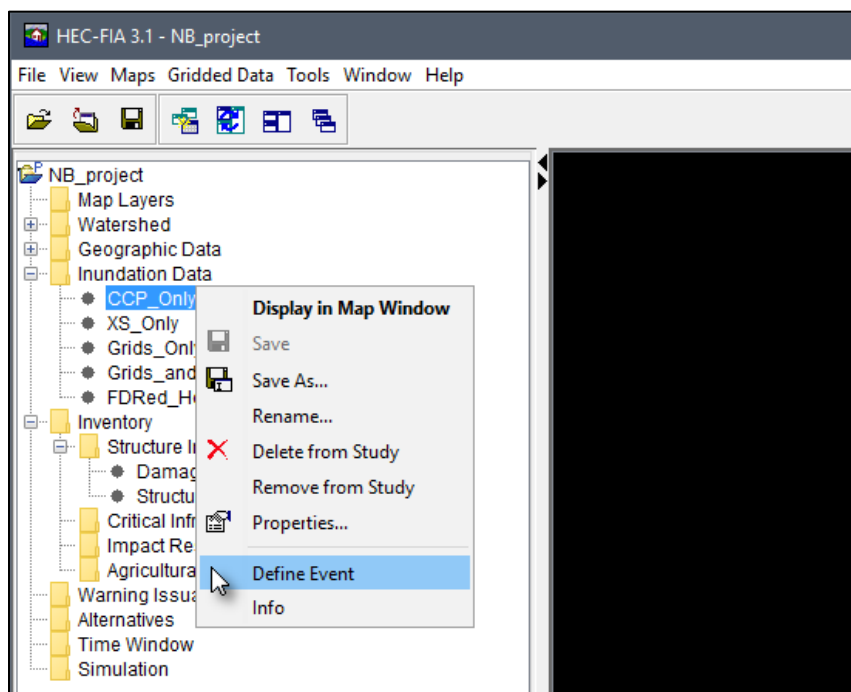 HEC-FIA 3.1 - NB_project
File View Maps Gridded Data Tools Window Help
NB_project
Map Layers
Watershed
Geographic Data
Inundation Data
CCP_Only
XS_Only
Grids_Onl
Grids_and
FDRed_H
Inventory
Structure I
Damag
Structu
Critical Infr
Impact Re
Agricultura
Warning Issua
Alternatives
Time Window
Simulation
Display in Map Window
Save
Save As...
Rename...
Delete from Study
Remove from Study
Properties...
Define Event
Info